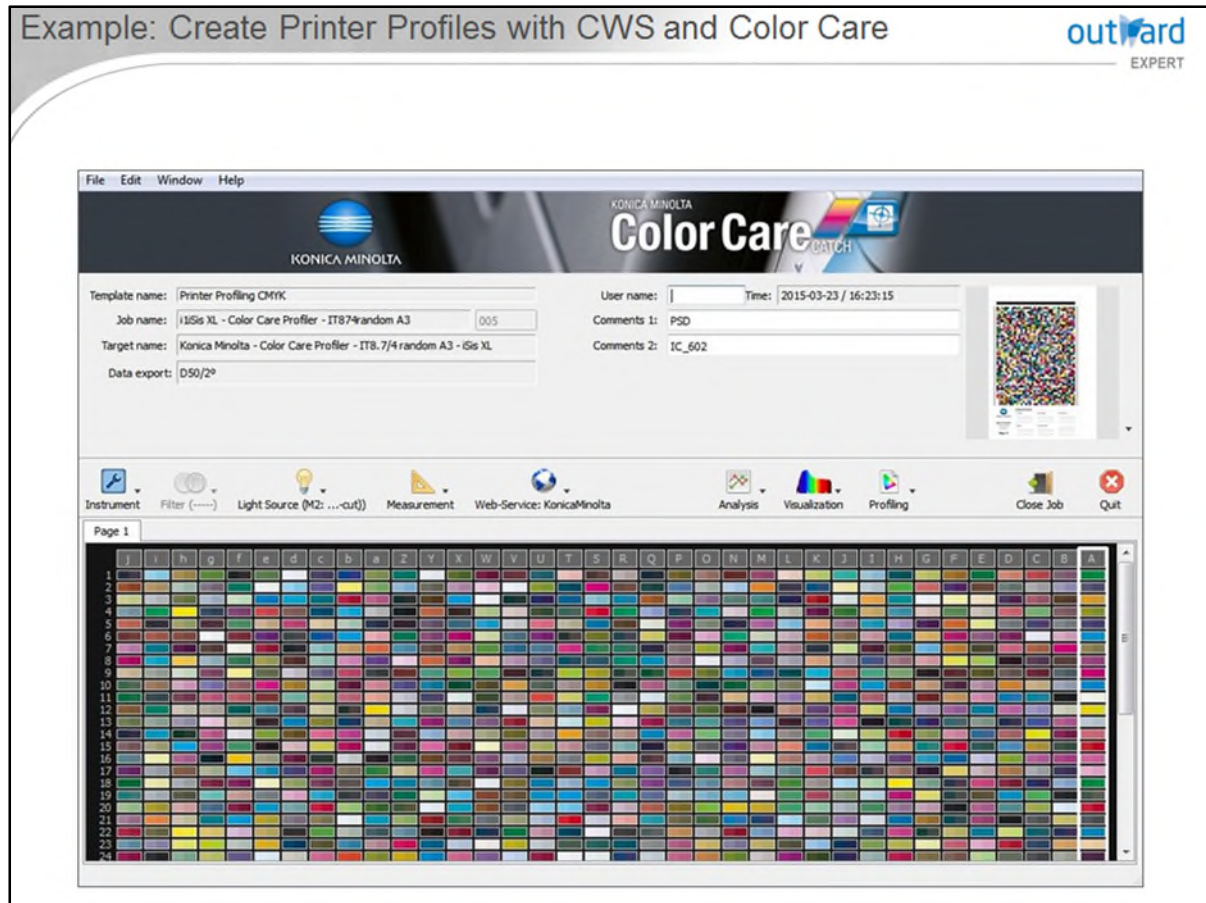 Example: Create Printer Profiles with CWS and Color Care
outward
EXPERT
File Edit Window Help
KONICA MINOLTA
KONICA MINOLTA
Color Care
CATCH
Template name: Printer Profiling CMYK
User name: Time: 2015-03-23 / 16:23:15
Job name: i1iSis XL - Color Care Profiler - IT874random A3 005
Comments 1: PSD
Target name: Konica Minolta - Color Care Profiler - IT8.7/4 random A3 - iSis XL
Comments 2: IC_602
Data export: D50/2º
Instrument Filter (-----) Light Source (M2: ...-cut)) Measurement Web-Service: KonicaMinolta Analysis Visualization Profiling Close Job Quit
Page 1
j i h g f e d c b a Z Y X W V U T S R Q P O N M L K J I H G F E D C B A
1
2
3
4
5
6
7
8
9
10
11
12
13
14
15
16
17
18
19
20
21
22
23
24